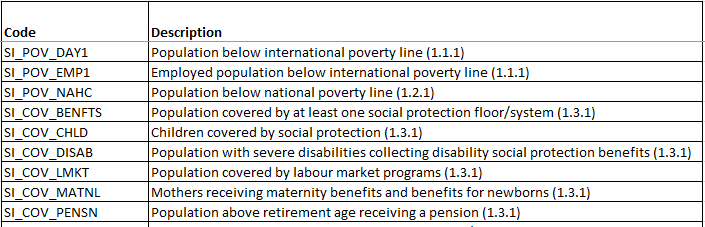 Code Description
SI_POV_DAY1 Population below international poverty line (1.1.1)
SI_POV_EMP1 Employed population below international poverty line (1.1.1)
SI_POV_NAHC Population below national poverty line (1.2.1)
SI_COV_BENFTS Population covered by at least one social protection floor/system (1.3.1)
SI_COV_CHLD Children covered by social protection (1.3.1)
SI_COV_DISAB Population with severe disabilities collecting disability social protection benefits (1.3.1)
SI_COV_LMKT Population covered by labour market programs (1.3.1)
SI_COV_MATNL Mothers receiving maternity benefits and benefits for newborns (1.3.1)
SI_COV_PENSN Population above retirement age receiving a pension (1.3.1)